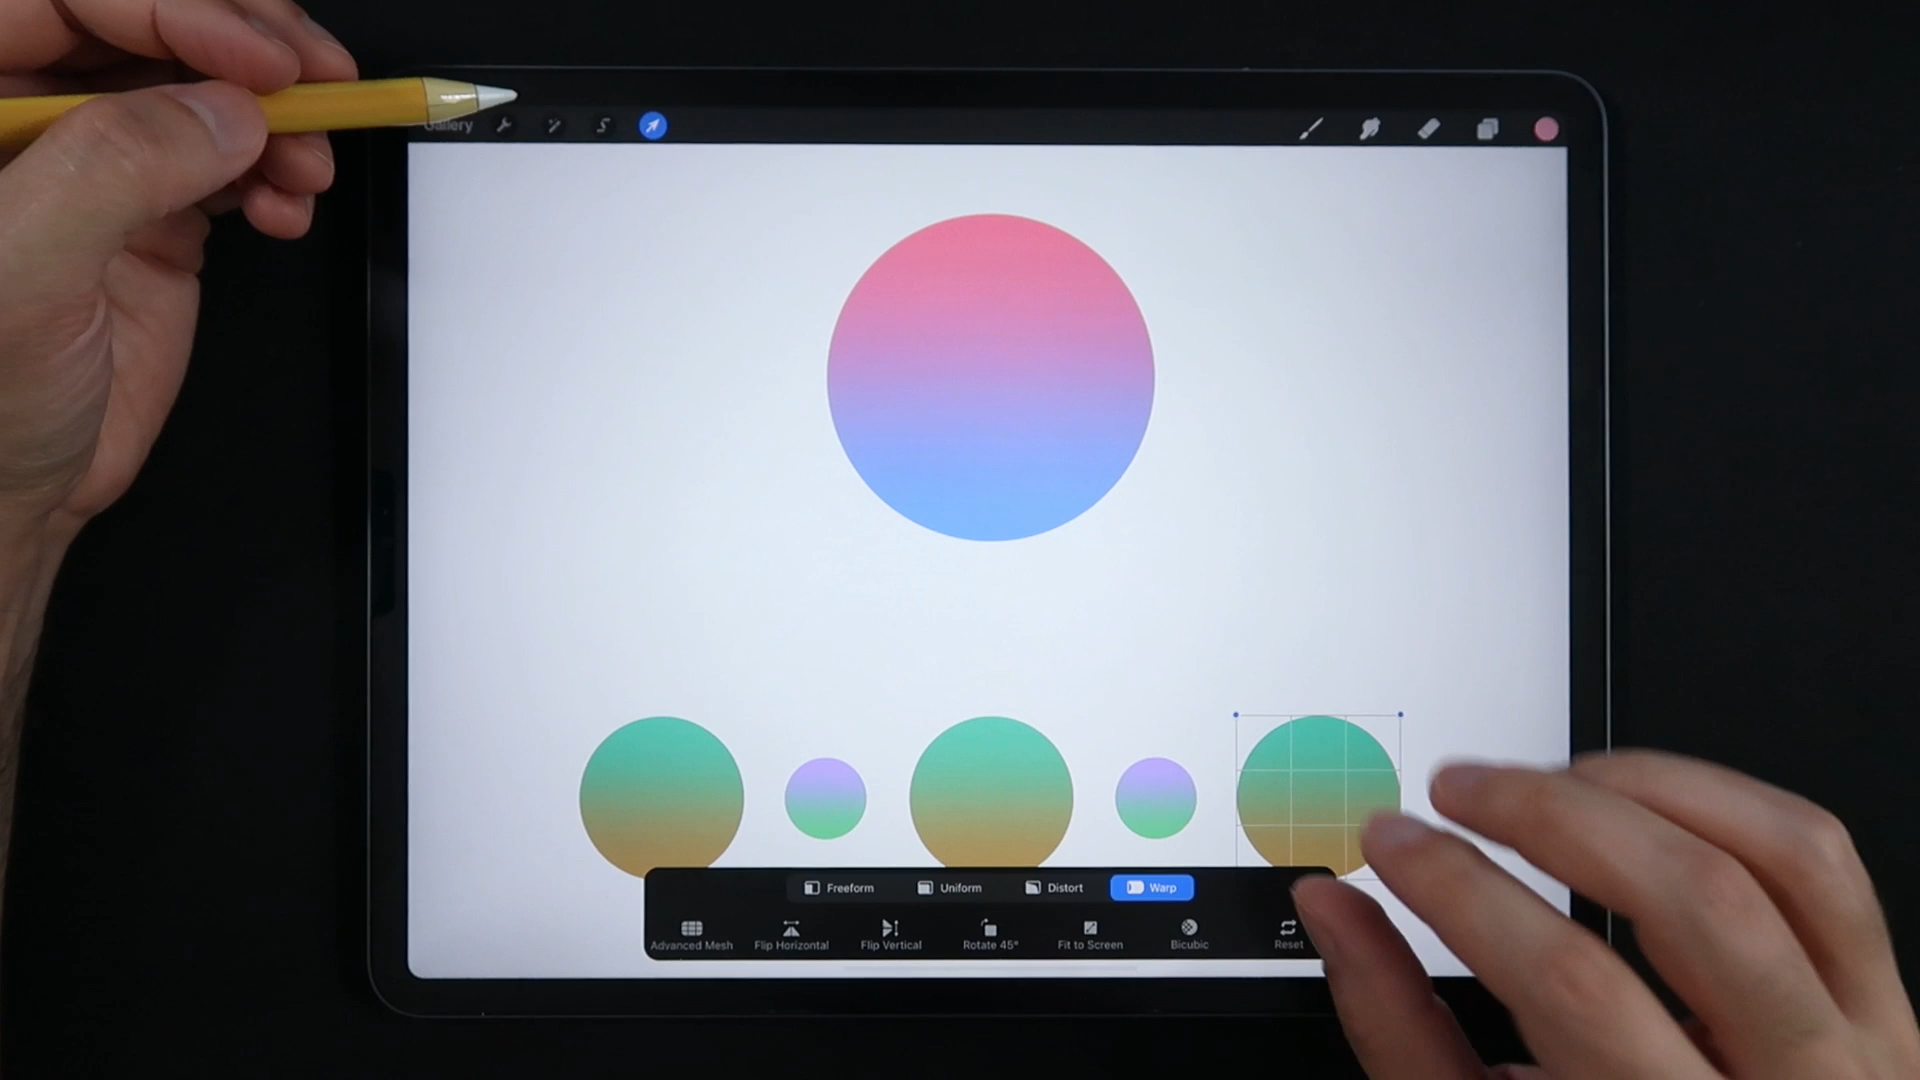 Gallery
Freeform Uniform Distort Warp
Advanced Mesh Flip Horizontal Flip Vertical Rotate 45° Fit to Screen Bicubic Reset